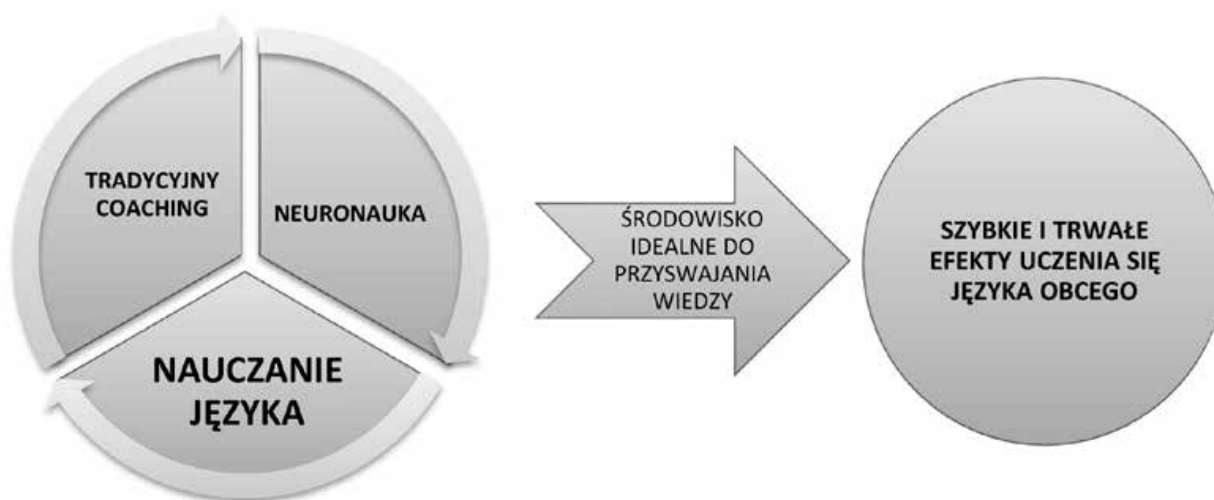 TRADYCYJNY
COACHING
NEURONAUKA
NAUCZANIE
JĘZYKA
ŚRODOWISKO
IDEALNE DO
PRZYSWAJANIA
WIEDZY
SZYBKIE I TRWAŁE
EFEKTY UCZENIA SIĘ
JĘZYKA OBCEGO